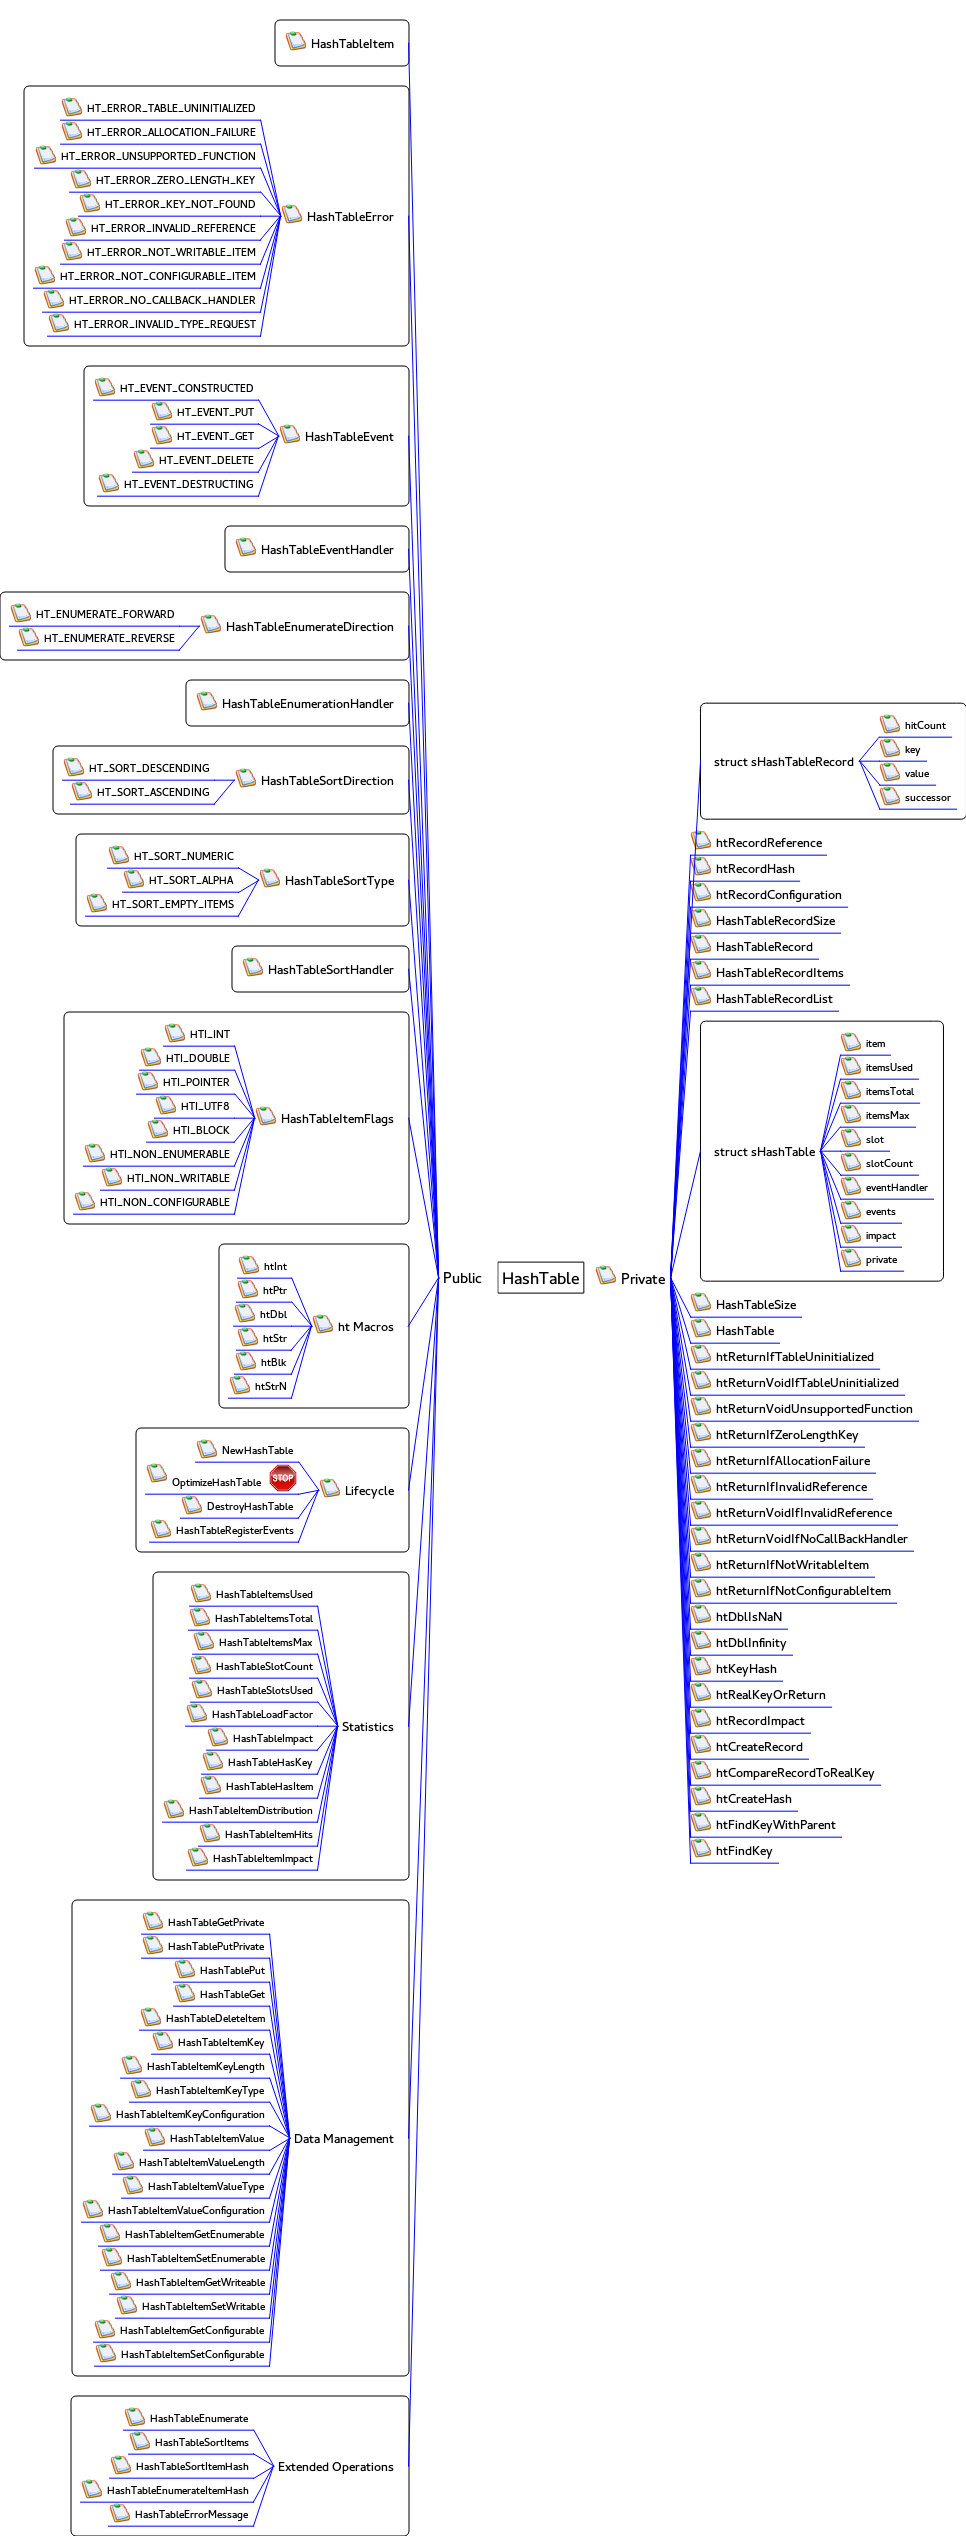 HashTableItem
HT_ERROR_TABLE_UNINITIALIZED
HT_ERROR_ALLOCATION_FAILURE
HT_ERROR_UNSUPPORTED_FUNCTION
HT_ERROR_ZERO_LENGTH_KEY
HT_ERROR_KEY_NOT_FOUND
HT_ERROR_INVALID_REFERENCE
HT_ERROR_NOT_WRITABLE_ITEM
HT_ERROR_NOT_CONFIGURABLE_ITEM
HT_ERROR_NO_CALLBACK_HANDLER
HT_ERROR_INVALID_TYPE_REQUEST
HashTableError
HT_EVENT_CONSTRUCTED
HT_EVENT_PUT
HT_EVENT_GET
HT_EVENT_DELETE
HT_EVENT_DESTRUCTING
HashTableEvent
HashTableEventHandler
HT_ENUMERATE_FORWARD
HT_ENUMERATE_REVERSE
HashTableEnumerateDirection
HashTableEnumerationHandler
HT_SORT_DESCENDING
HT_SORT_ASCENDING
HashTableSortDirection
HT_SORT_NUMERIC
HT_SORT_ALPHA
HT_SORT_EMPTY_ITEMS
HashTableSortType
HashTableSortHandler
HTI_INT
HTI_DOUBLE
HTI_POINTER
HTI_UTF8
HTI_BLOCK
HTI_NON_ENUMERABLE
HTI_NON_WRITABLE
HTI_NON_CONFIGURABLE
HashTableItemFlags
htInt
htPtr
htDbl
htStr
htBlk
htStrN
ht Macros
NewHashTable
OptimizeHashTable STOP
DestroyHashTable
HashTableRegisterEvents
Lifecycle
HashTableItemsUsed
HashTableItemsTotal
HashTableItemsMax
HashTableSlotCount
HashTableSlotsUsed
HashTableLoadFactor
HashTableImpact
HashTableHasKey
HashTableHasItem
HashTableItemDistribution
HashTableItemHits
HashTableItemImpact
Statistics
HashTableGetPrivate
HashTablePutPrivate
HashTablePut
HashTableGet
HashTableDeleteItem
HashTableItemKey
HashTableItemKeyLength
HashTableItemKeyType
HashTableItemKeyConfiguration
HashTableItemValue
HashTableItemValueLength
HashTableItemValueType
HashTableItemValueConfiguration
HashTableItemGetEnumerable
HashTableItemSetEnumerable
HashTableItemGetWriteable
HashTableItemSetWritable
HashTableItemGetConfigurable
HashTableItemSetConfigurable
Data Management
HashTableEnumerate
HashTableSortItems
HashTableSortItemHash
HashTableEnumerateItemHash
HashTableErrorMessage
Extended Operations
Public
HashTable
Private
struct sHashTableRecord
hitCount
key
value
successor
htRecordReference
htRecordHash
htRecordConfiguration
HashTableRecordSize
HashTableRecord
HashTableRecordItems
HashTableRecordList
struct sHashTable
item
itemsUsed
itemsTotal
itemsMax
slot
slotCount
eventHandler
events
impact
private
HashTableSize
HashTable
htReturnIfTableUninitialized
htReturnVoidIfTableUninitialized
htReturnVoidUnsupportedFunction
htReturnIfZeroLengthKey
htReturnIfAllocationFailure
htReturnIfInvalidReference
htReturnVoidIfInvalidReference
htReturnVoidIfNoCallBackHandler
htReturnIfNotWritableItem
htReturnIfNotConfigurableItem
htDblIsNaN
htDblInfinity
htKeyHash
htRealKeyOrReturn
htRecordImpact
htCreateRecord
htCompareRecordToRealKey
htCreateHash
htFindKeyWithParent
htFindKey